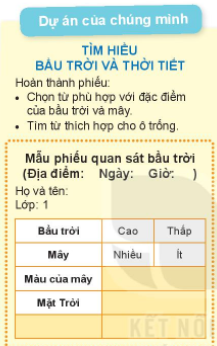 Dự án của chúng mình
TÌM HIỂU
BẦU TRỜI VÀ THỜI TIẾT
Hoàn thành phiếu:
• Chọn từ phù hợp với đặc điểm
của bầu trời và mây.
• Tìm từ thích hợp cho ô trống.
Mẫu phiếu quan sát bầu trời
(Địa điểm: Ngày: Giờ: )
Họ và tên:
Lớp: 1
Bầu trời Cao Thấp
Mây Nhiều Ít
Màu của mây
Mặt Trời
KẾT NỐ